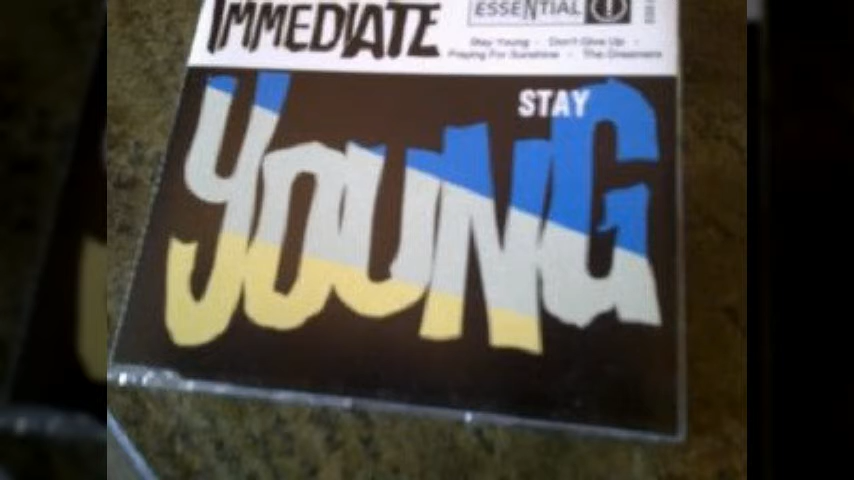 IMMEDIATE
ESSENTIAL
Stay Young - Don't Give Up -
Praying For Sunshine - The Dreamers
STAY
YOUNG